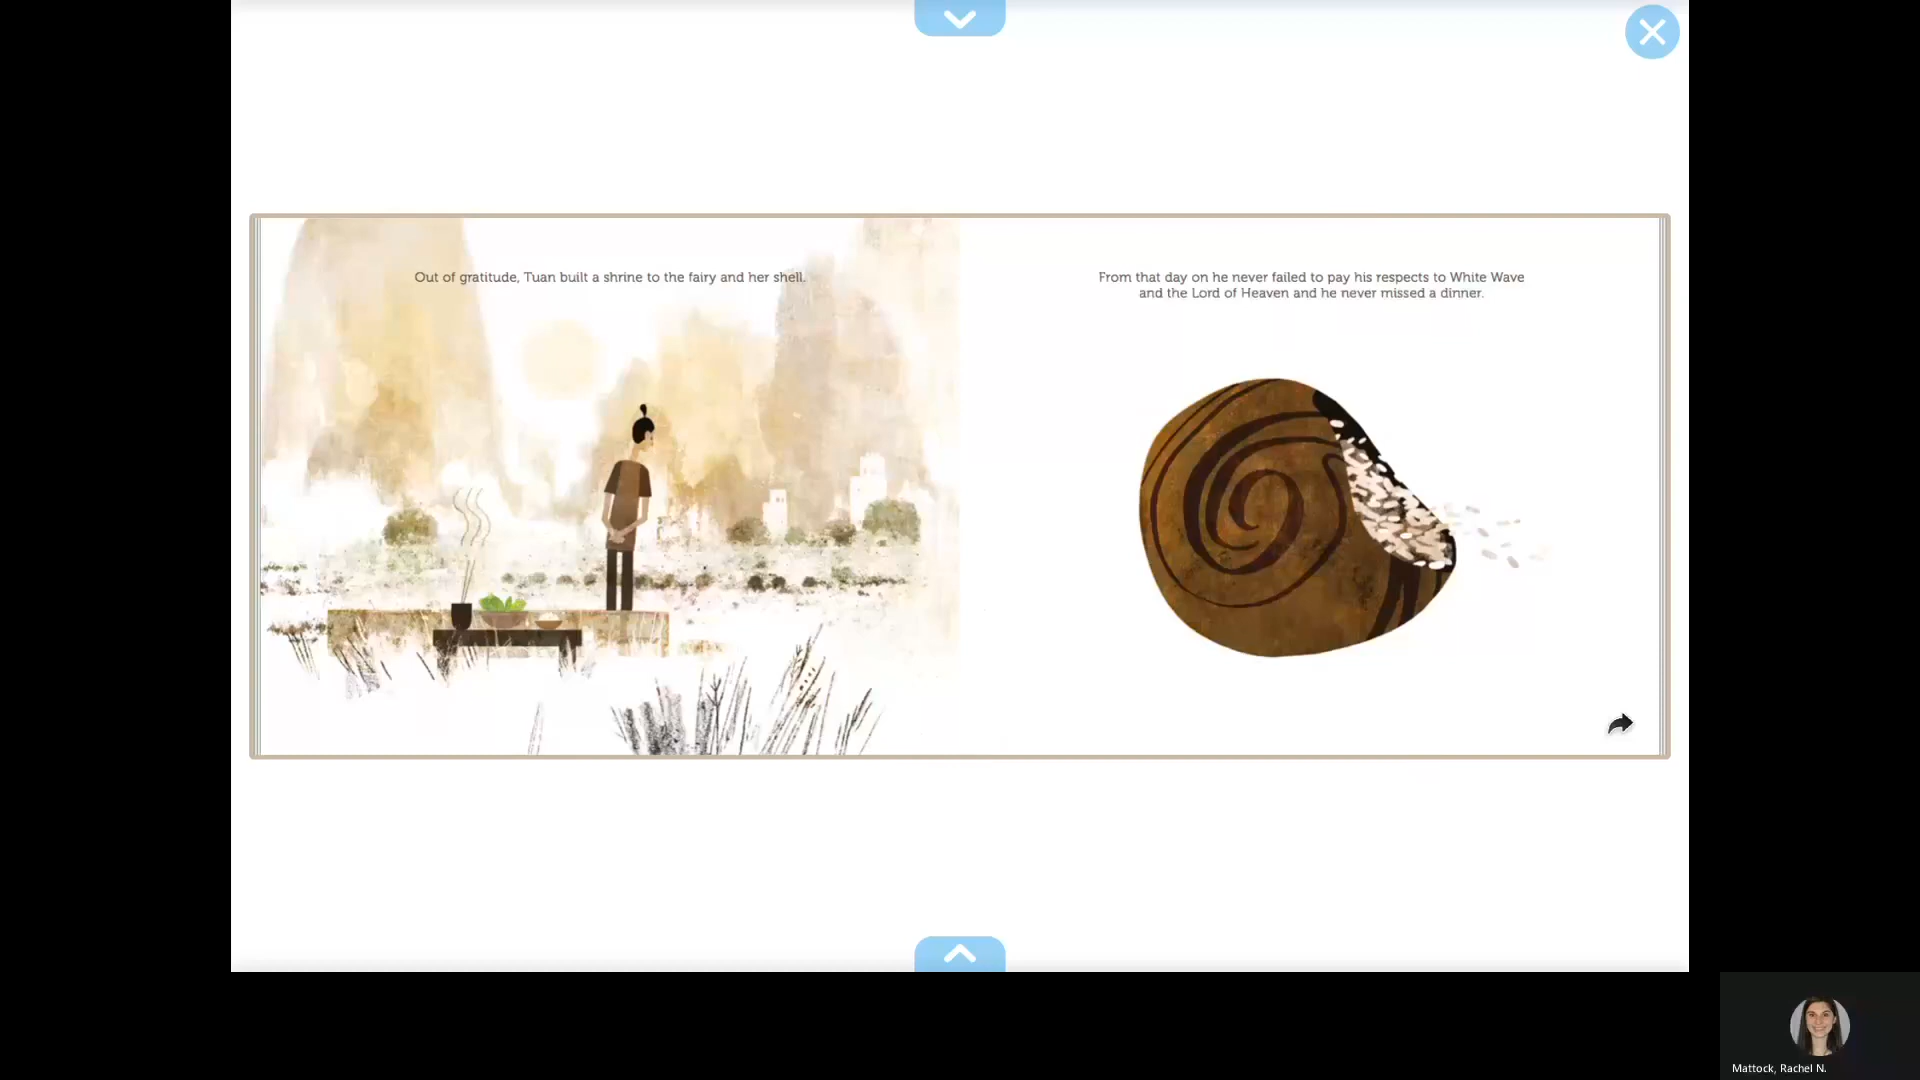 Out of gratitude, Tuan built a shrine to the fairy and her shell.
From that day on he never failed to pay his respects to White Wave
and the Lord of Heaven and he never missed a dinner.
Mattock, Rachel N.